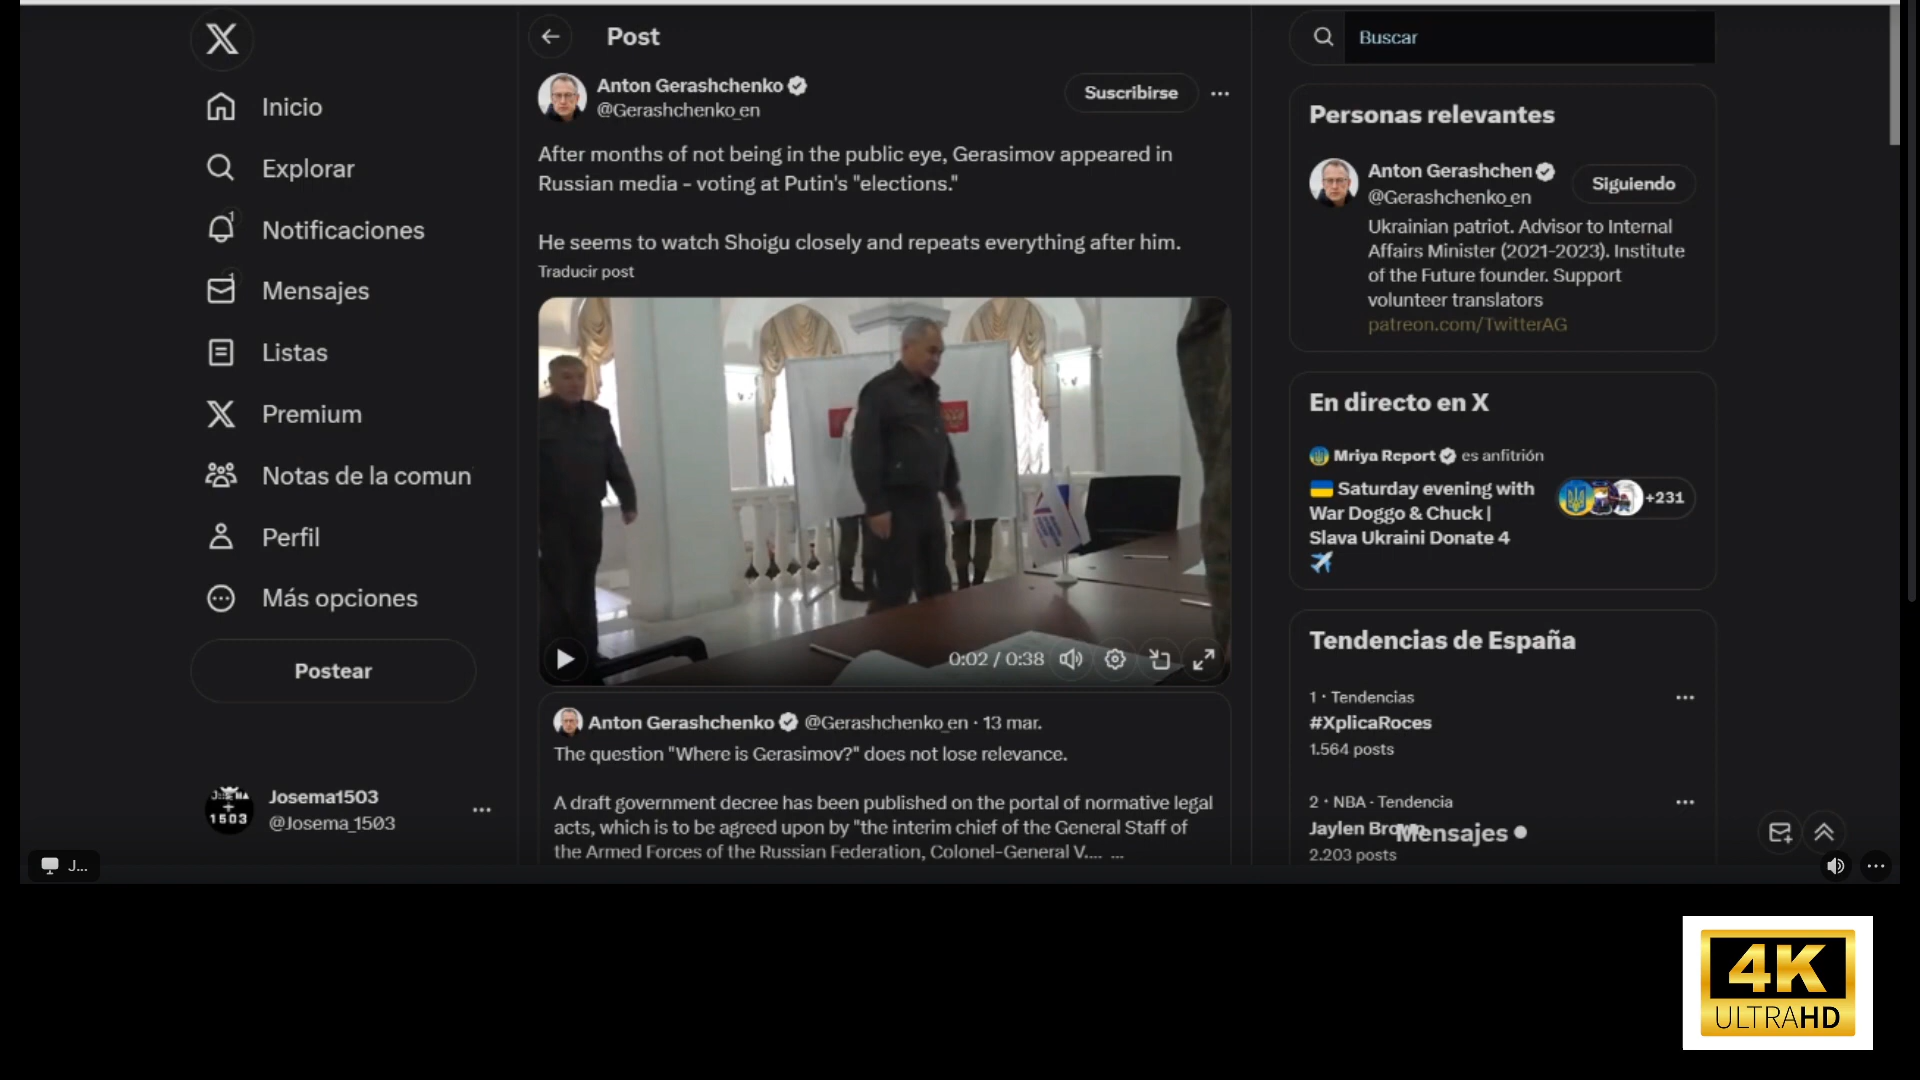 Inicio
Explorar
1
Notificaciones
1
Mensajes
Listas
Premium
Notas de la comun
Perfil
Más opciones
Postear
Josema1503
@Josema_1503
1503
J...
Post
Anton Gerashchenko
@Gerashchenko_en
Suscribirse
After months of not being in the public eye, Gerasimov appeared in
Russian media - voting at Putin's "elections."
He seems to watch Shoigu closely and repeats everything after him.
Traducir post
0:02 / 0:38
Anton Gerashchenko @Gerashchenko_en · 13 mar.
The question "Where is Gerasimov?" does not lose relevance.
A draft government decree has been published on the portal of normative legal
acts, which is to be agreed upon by "the interim chief of the General Staff of
the Armed Forces of the Russian Federation, Colonel-General V.... ...
Buscar
Personas relevantes
Anton Gerashchen
@Gerashchenko_en
Siguiendo
Ukrainian patriot. Advisor to Internal
Affairs Minister (2021-2023). Institute
of the Future founder. Support
volunteer translators
patreon.com/TwitterAG
En directo en X
Mriya Report es anfitrión
Saturday evening with
War Doggo & Chuck |
Slava Ukraini Donate 4
+231
Tendencias de España
1 · Tendencias
#XplicaRoces
1.564 posts
2 · NBA · Tendencia
Jaylen Brown
2.203 posts
Mensajes
4K
ULTRAHD